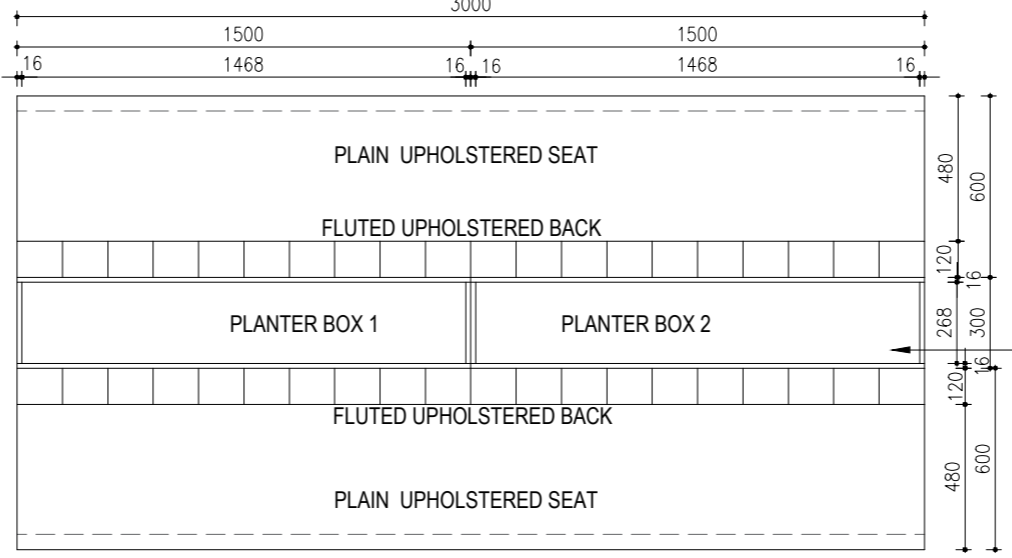 3000
1500 1500
16 1468 16 16 1468 16
PLAIN UPHOLSTERED SEAT
480
600
FLUTED UPHOLSTERED BACK
120
16
PLANTER BOX 1 PLANTER BOX 2
268
300
16
120
FLUTED UPHOLSTERED BACK
480
600
PLAIN UPHOLSTERED SEAT